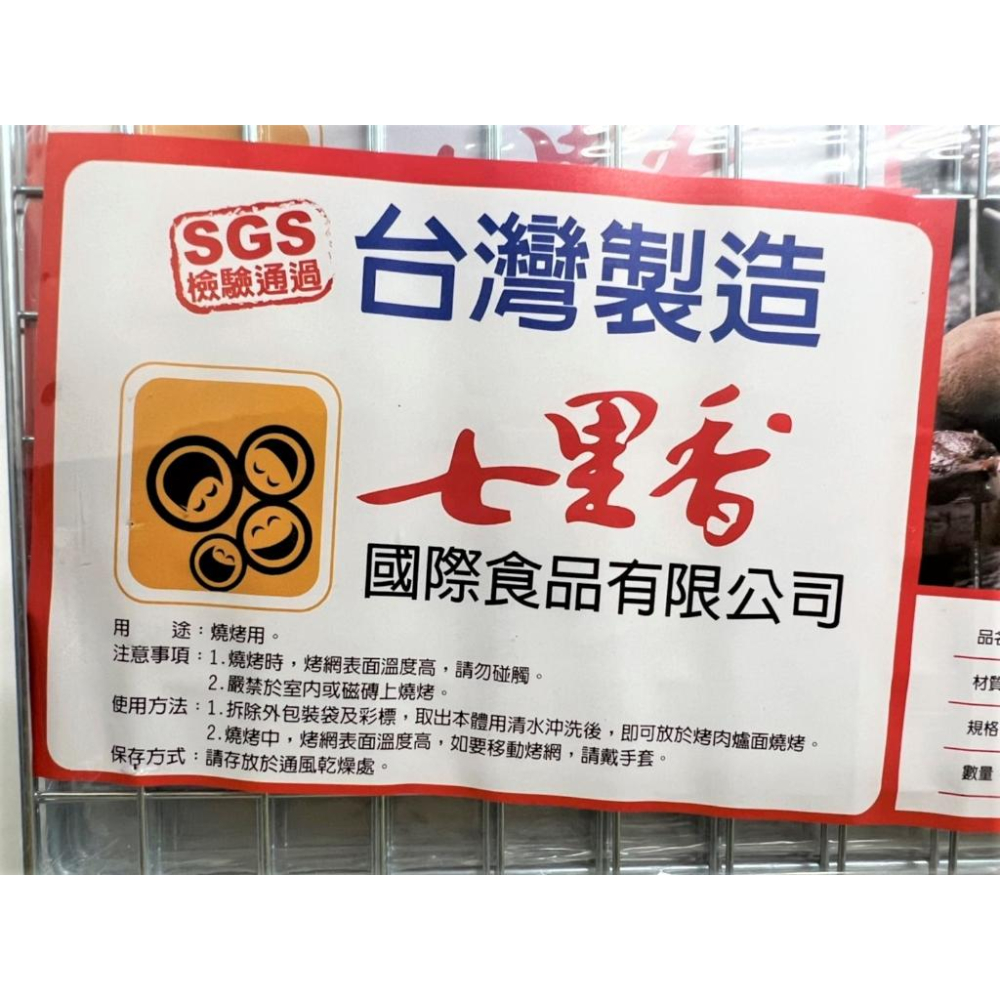 SGS
檢驗通過
台灣製造
七里香
國際食品有限公司
用　途：燒烤用。
注意事項：1.燒烤時，烤網表面溫度高，請勿碰觸。
2.嚴禁於室内或磁磚上燒烤。
使用方法：1.拆除外包裝袋及彩標，取出本體用清水沖洗後，即可放於烤肉爐面燒烤。
2.燒烤中，烤網表面溫度高，如要移動烤網，請戴手套。
保存方式：請存放於通風乾燥處。
品名
材質
規格
數量